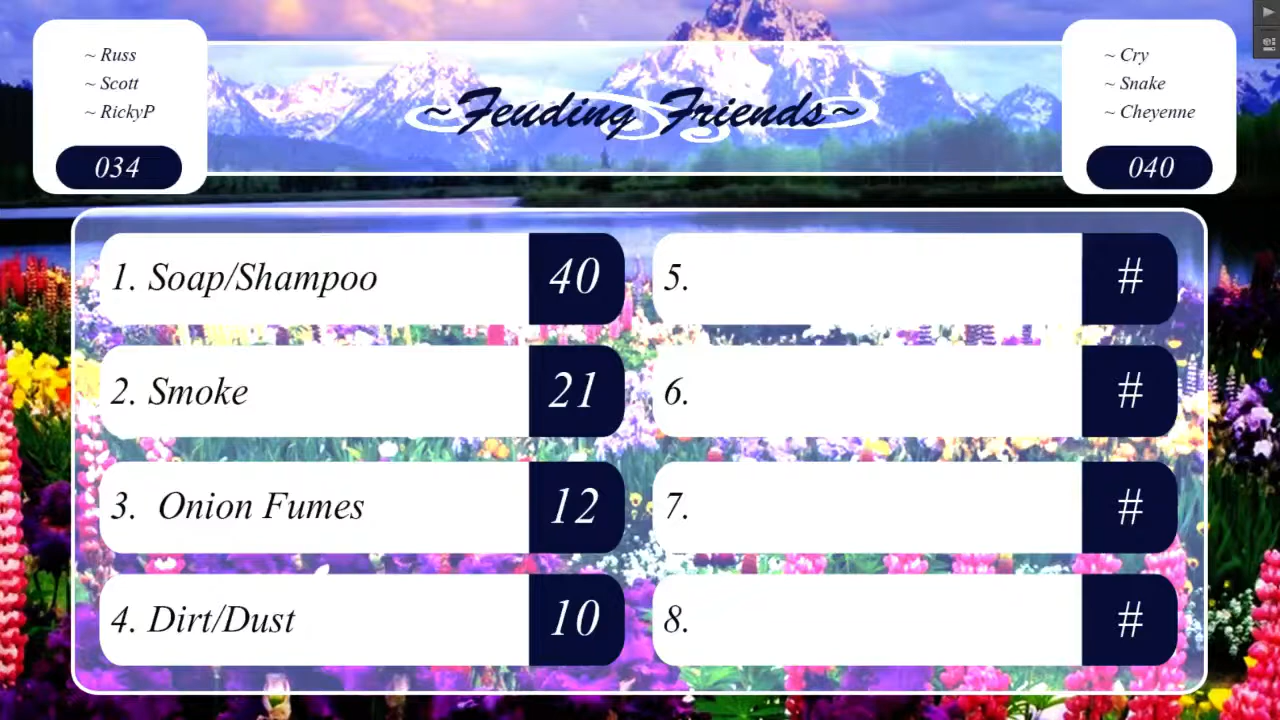 ~ Russ
~ Scott
~ RickyP
034
~Feuding Friends~
~ Cry
~ Snake
~ Cheyenne
040
1. Soap/Shampoo 40
2. Smoke 21
3. Onion Fumes 12
4. Dirt/Dust 10
5. #
6. #
7. #
8. #